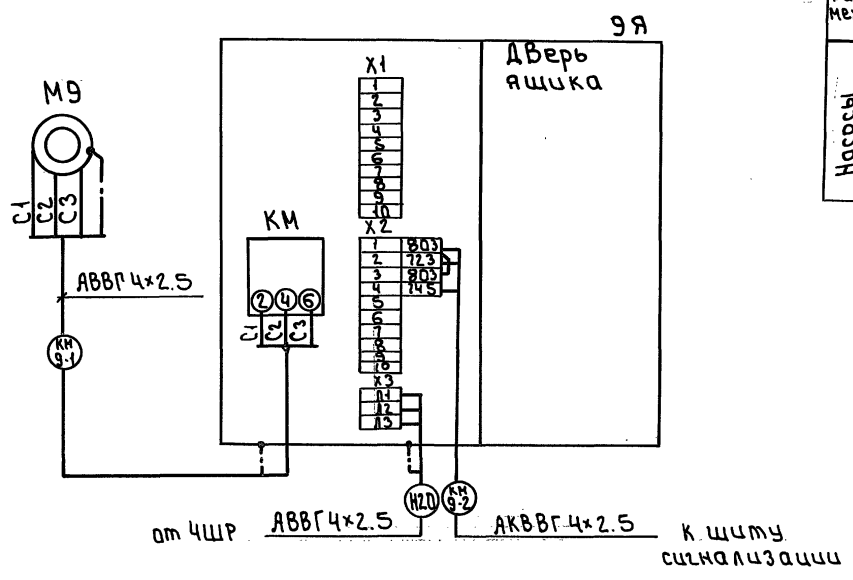 9Я
Дверь
ящика
М9
С1
С2
С3
АВВГ 4×2.5
КН
9-1
КМ
2
4
6
С1
С2
С3
Х1
1
2
3
4
5
6
7
8
9
10
Х2
1 803
2 723
3 803
4 745
5
6
7
8
9
10
Х3
Л1
Л2
Л3
Н20
КН
9-2
от 4ШР
АВВГ 4×2.5
АКВВГ 4×2.5
К щиту
сигнализации
Насосы